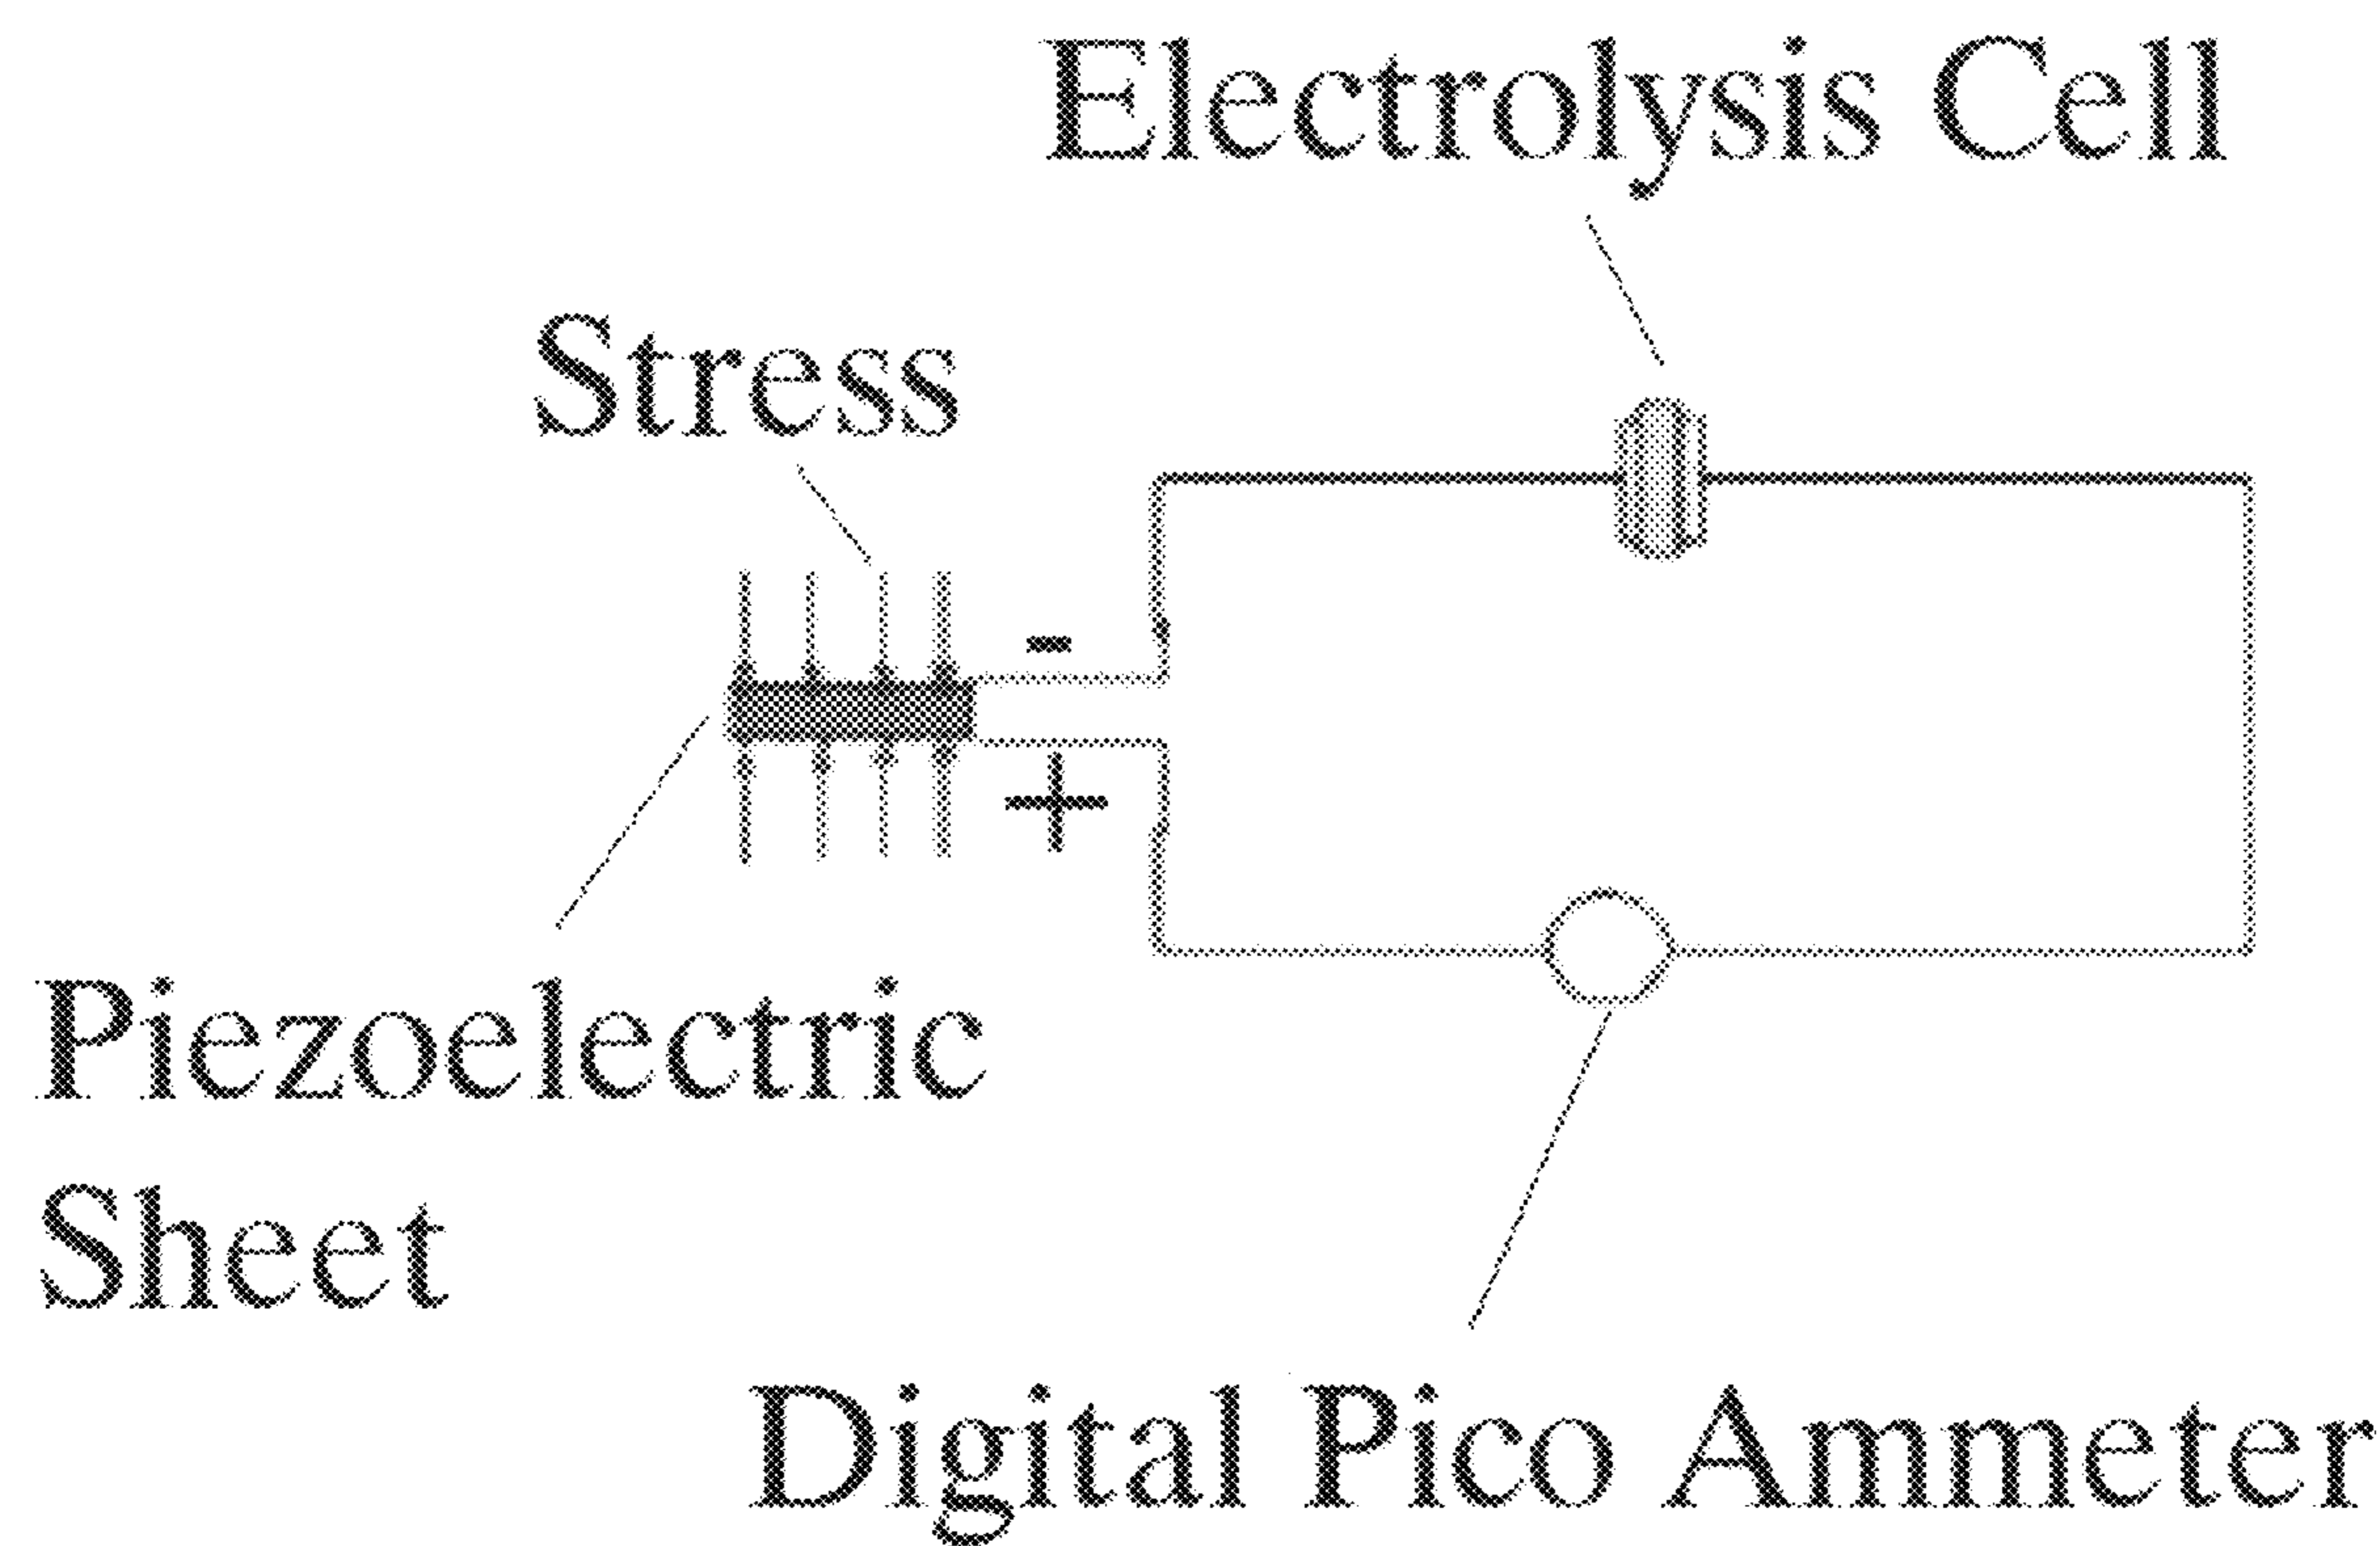 Electrolysis Cell
Stress
-
+
Piezoelectric
Sheet
Digital Pico Ammeter